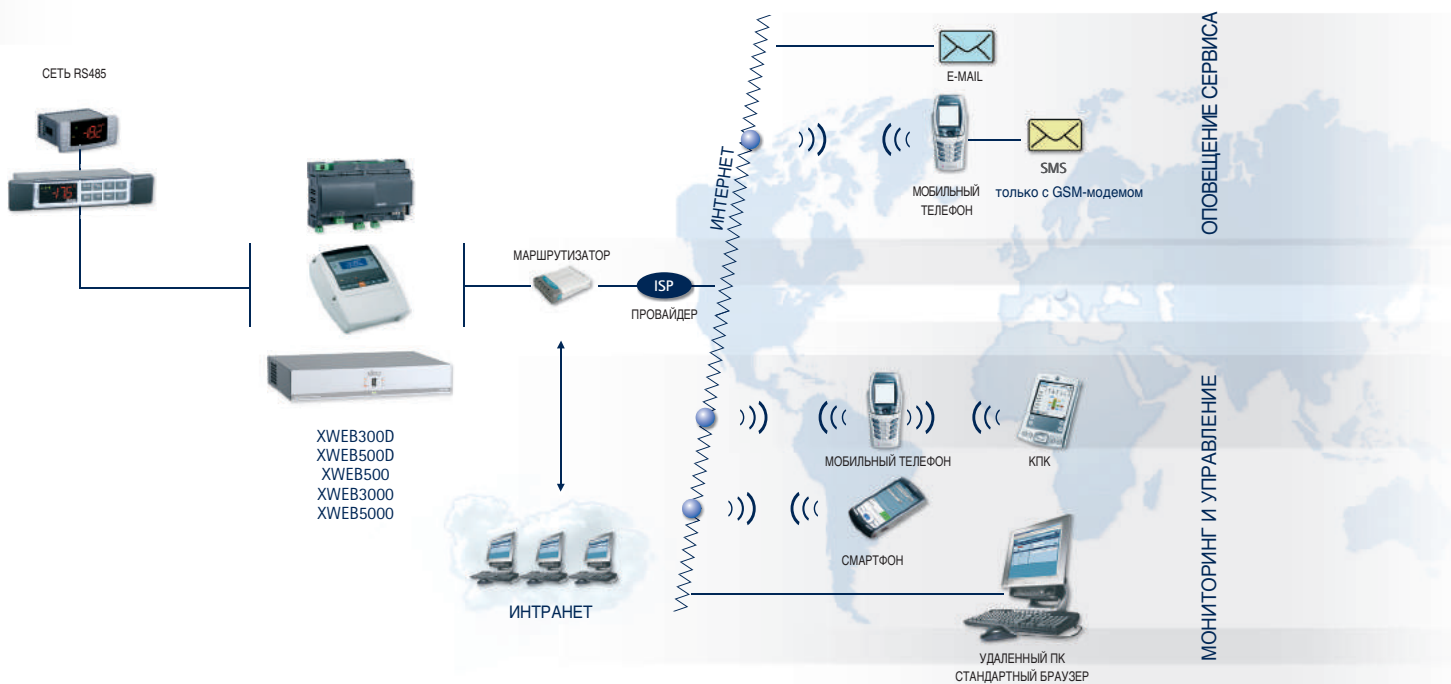 СЕТЬ RS485
E-MAIL
ОПОВЕЩЕНИЕ СЕРВИСА
SMS
только с GSM-модемом
МОБИЛЬНЫЙ
ТЕЛЕФОН
ИНТЕРНЕТ
МАРШРУТИЗАТОР
ISP
ПРОВАЙДЕР
XWEB300D
XWEB500D
XWEB500
XWEB3000
XWEB5000
ИНТРАНЕТ
МОБИЛЬНЫЙ ТЕЛЕФОН
КПК
СМАРТФОН
МОНИТОРИНГ И УПРАВЛЕНИЕ
УДАЛЕННЫЙ ПК
СТАНДАРТНЫЙ БРАУЗЕР